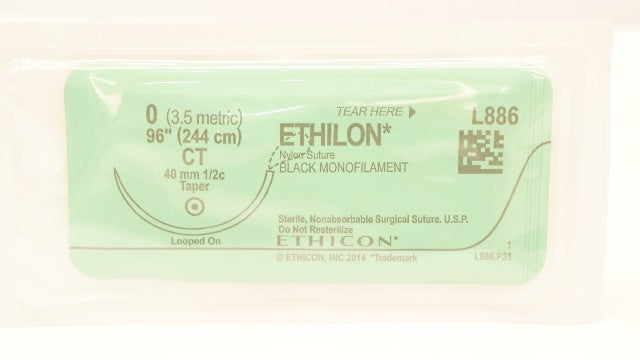 0 (3.5 metric)
96" (244 cm)
CT
40 mm 1/2c
Taper
Looped On
TEAR HERE
ETHILON*
Nylon Suture
BLACK MONOFILAMENT
L886
Sterile, Nonabsorbable Surgical Suture. U.S.P.
Do Not Resterilize
ETHICON*
© ETHICON, INC 2014 *Trademark
1
L886.P31